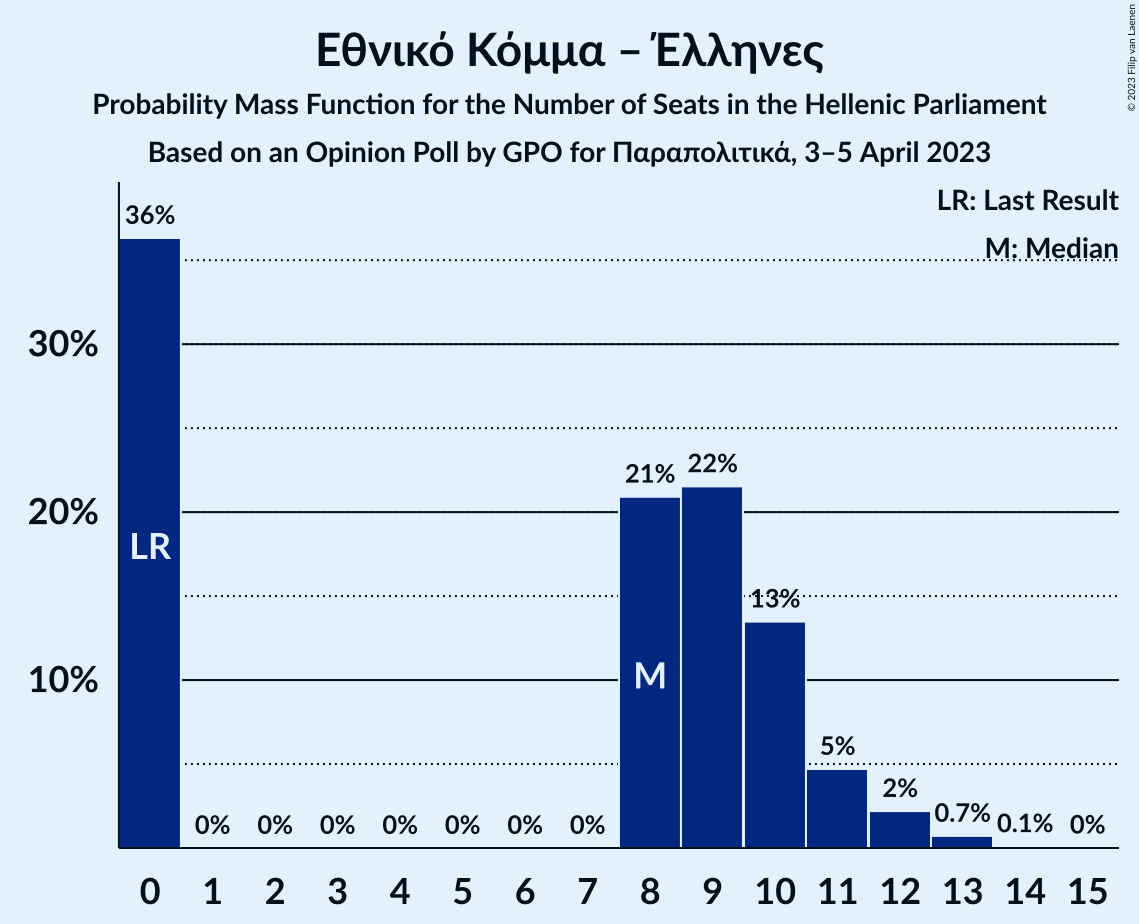 Εθνικό Κόμμα – Έλληνες
Probability Mass Function for the Number of Seats in the Hellenic Parliament
Based on an Opinion Poll by GPO for Παραπολιτικά, 3–5 April 2023
© 2023 Filip van Laenen
LR: Last Result
M: Median
36%
30%
21%
22%
20%
LR
13%
10%
M
5%
2%
0%
0%
0%
0%
0%
0%
0%
0.7%
0.1%
0%
0 1 2 3 4 5 6 7 8 9 10 11 12 13 14 15